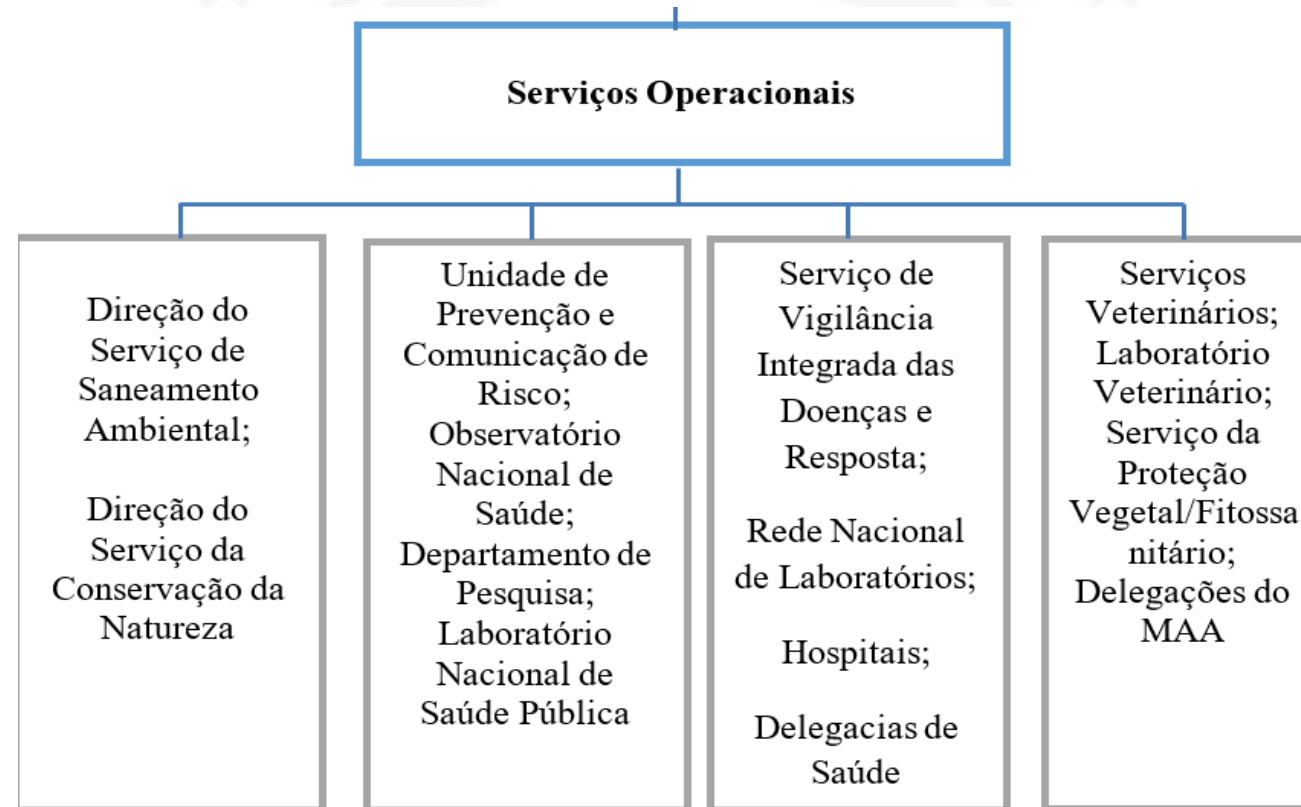 Serviços Operacionais
Direção do
Serviço de
Saneamento
Ambiental;
Direção do
Serviço da
Conservação da
Natureza
Unidade de
Prevenção e
Comunicação de
Risco;
Observatório
Nacional de
Saúde;
Departamento de
Pesquisa;
Laboratório
Nacional de
Saúde Pública
Serviço de
Vigilância
Integrada das
Doenças e
Resposta;
Rede Nacional
de Laboratórios;
Hospitais;
Delegacias de
Saúde
Serviços
Veterinários;
Laboratório
Veterinário;
Serviço da
Proteção
Vegetal/Fitossa
nitário;
Delegações do
MAA